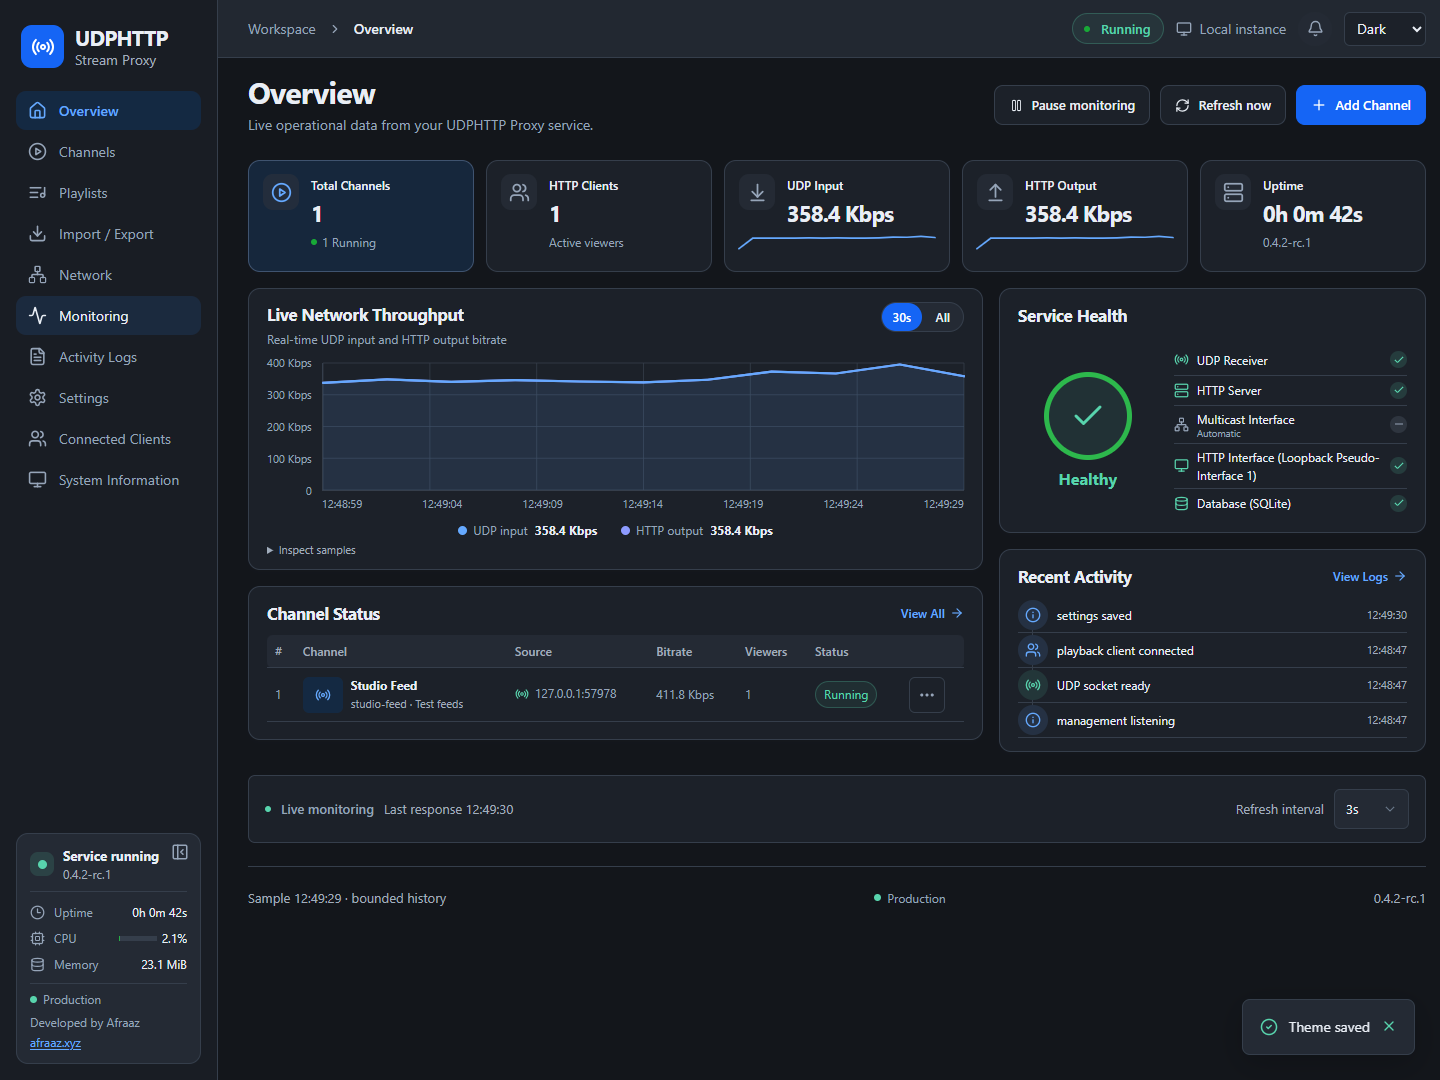 UDPHTTP
Stream Proxy
Overview
Channels
Playlists
Import / Export
Network
Monitoring
Activity Logs
Settings
Connected Clients
System Information
Service running
0.4.2-rc.1
Uptime 0h 0m 42s
CPU 2.1%
Memory 23.1 MiB
Production
Developed by Afraaz
afraaz.xyz
Workspace > Overview
Running
Local instance
Dark
Overview
Live operational data from your UDPHTTP Proxy service.
Pause monitoring
Refresh now
+ Add Channel
Total Channels
1
1 Running
HTTP Clients
1
Active viewers
UDP Input
358.4 Kbps
HTTP Output
358.4 Kbps
Uptime
0h 0m 42s
0.4.2-rc.1
Live Network Throughput
30s All
Real-time UDP input and HTTP output bitrate
400 Kbps
300 Kbps
200 Kbps
100 Kbps
0
12:48:59 12:49:04 12:49:09 12:49:14 12:49:19 12:49:24 12:49:29
UDP input 358.4 Kbps HTTP output 358.4 Kbps
Inspect samples
Service Health
Healthy
UDP Receiver
HTTP Server
Multicast Interface
Automatic
HTTP Interface (Loopback Pseudo-
Interface 1)
Database (SQLite)
Channel Status
View All →
# Channel Source Bitrate Viewers Status
1 Studio Feed 127.0.0.1:57978 411.8 Kbps 1 Running ...
studio-feed · Test feeds
Recent Activity
View Logs →
settings saved 12:49:30
playback client connected 12:48:47
UDP socket ready 12:48:47
management listening 12:48:47
Live monitoring Last response 12:49:30
Refresh interval 3s
Sample 12:49:29 · bounded history
Production
0.4.2-rc.1
Theme saved